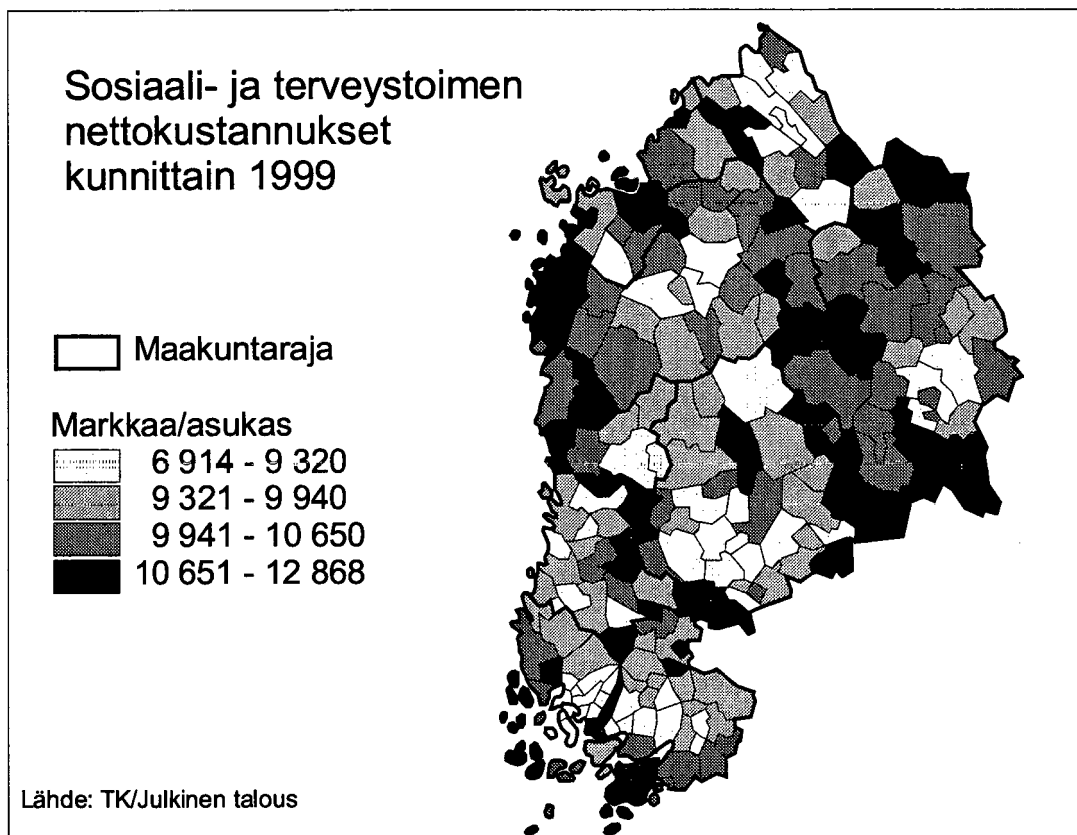 Sosiaali- ja terveystoimen
nettokustannukset
kunnittain 1999
Maakuntaraja
Markkaa/asukas
6 914 - 9 320
9 321 - 9 940
9 941 - 10 650
10 651 - 12 868
Lähde: TK/Julkinen talous